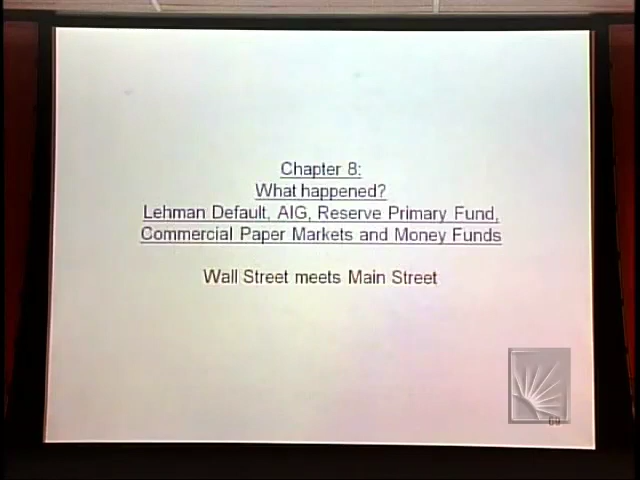 Chapter 8:
What happened?
Lehman Default, AIG, Reserve Primary Fund,
Commercial Paper Markets and Money Funds
Wall Street meets Main Street
69